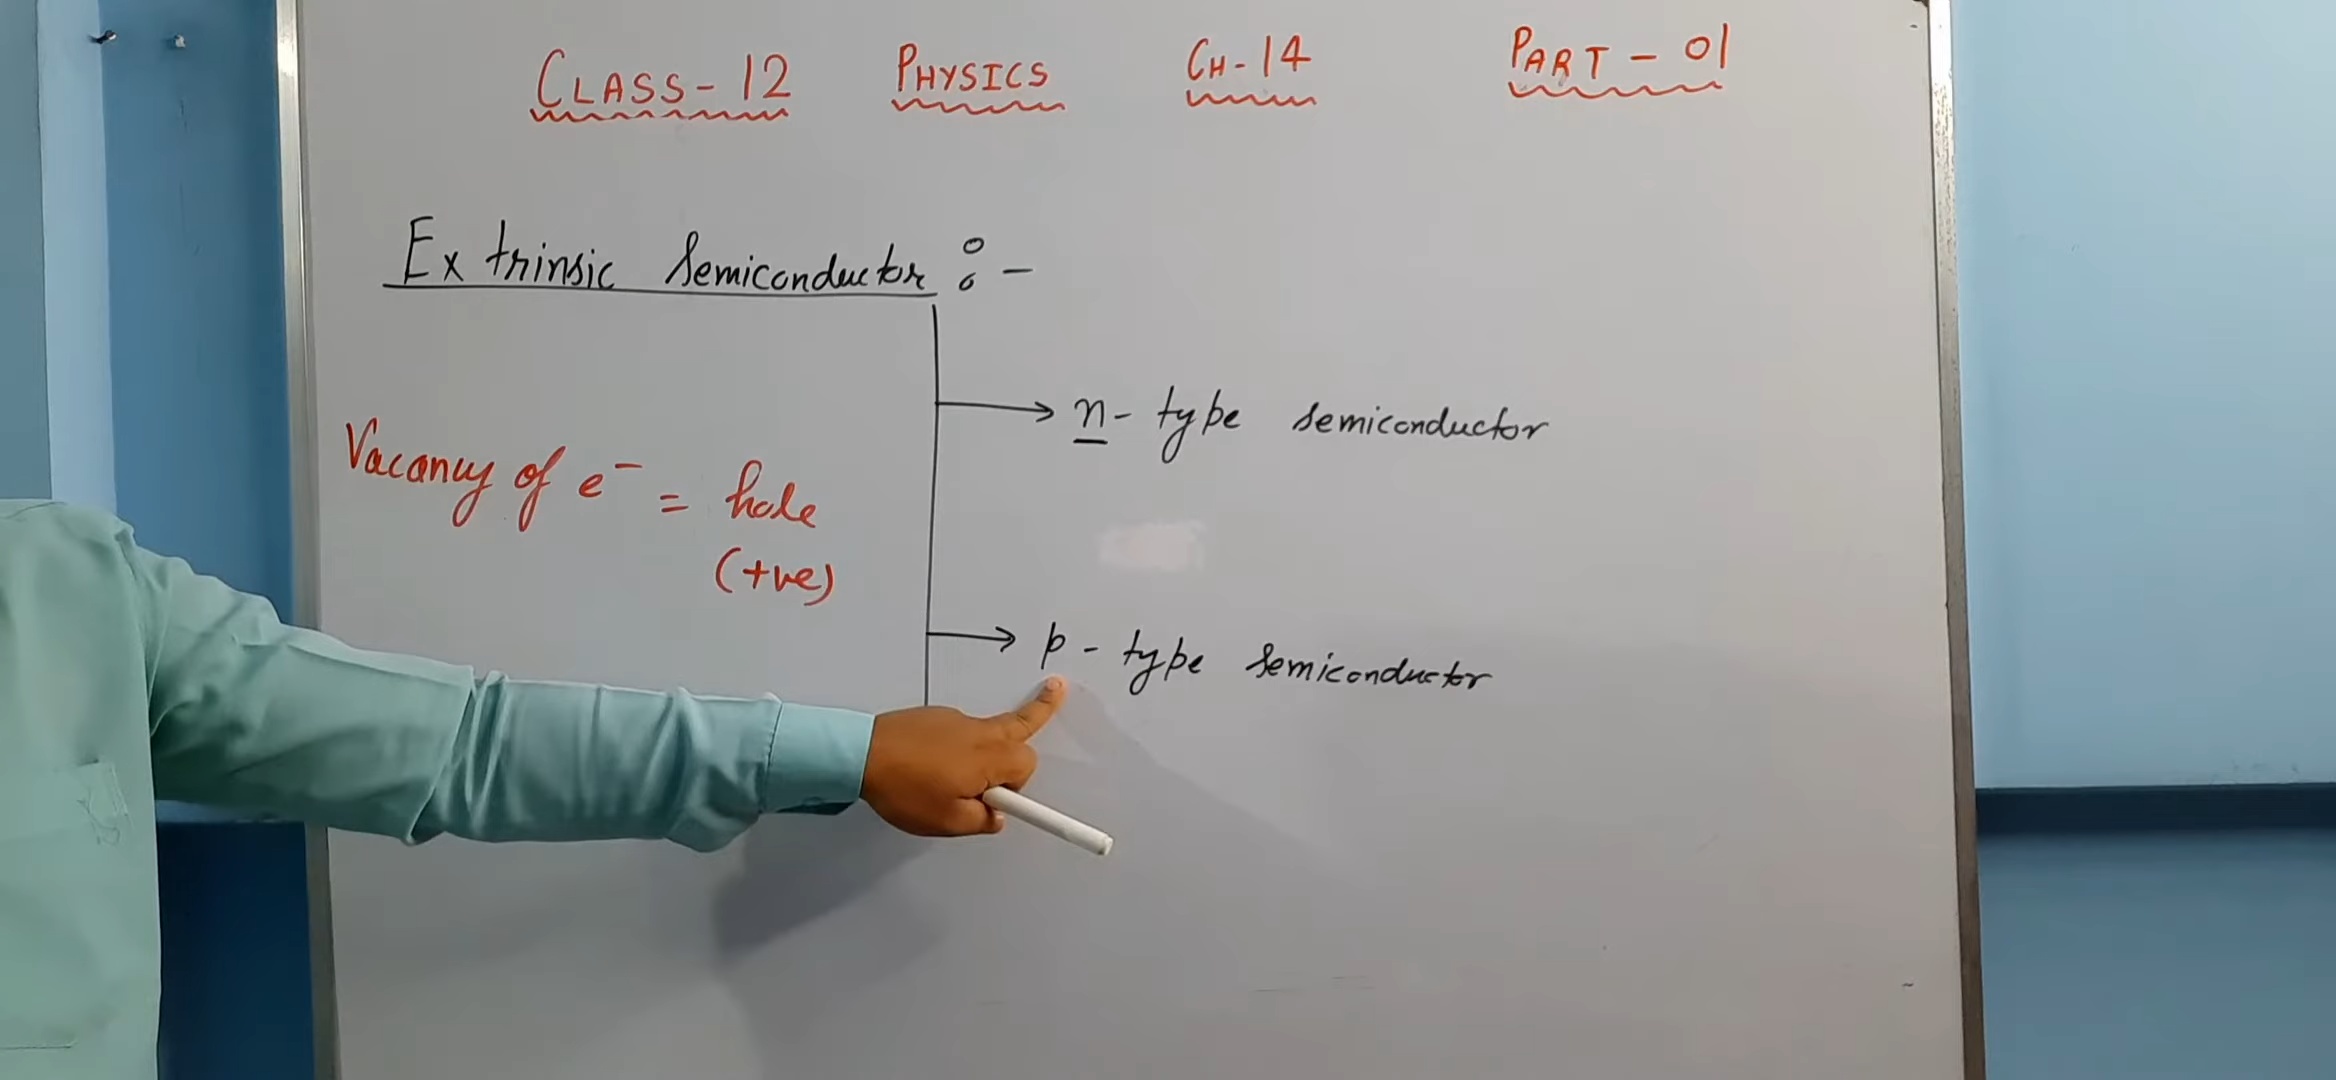 CLASS-12 PHYSICS CH-14 PART-01
Extrinsic Semiconductor :-
n- type semiconductor
Vacancy of e⁻ = hole
(+ve)
p- type semiconductor